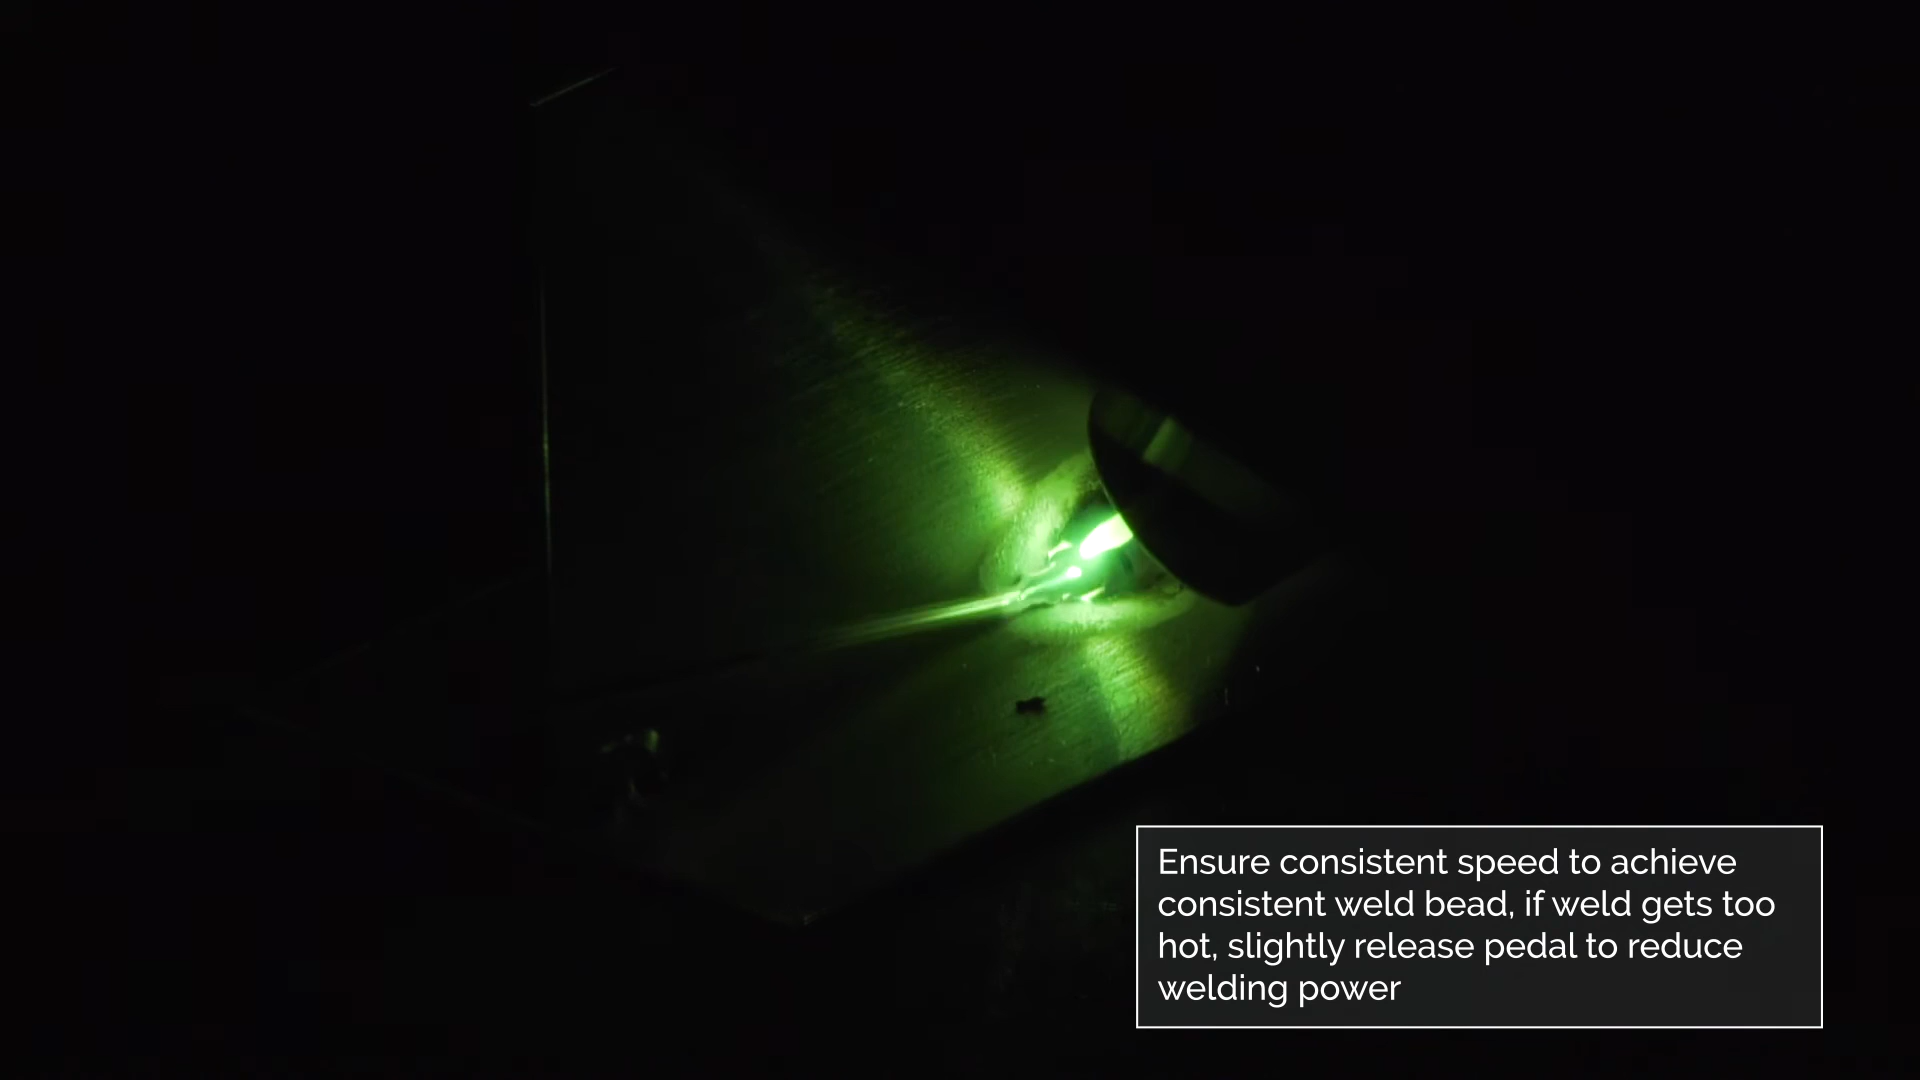 Ensure consistent speed to achieve
consistent weld bead, if weld gets too
hot, slightly release pedal to reduce
welding power